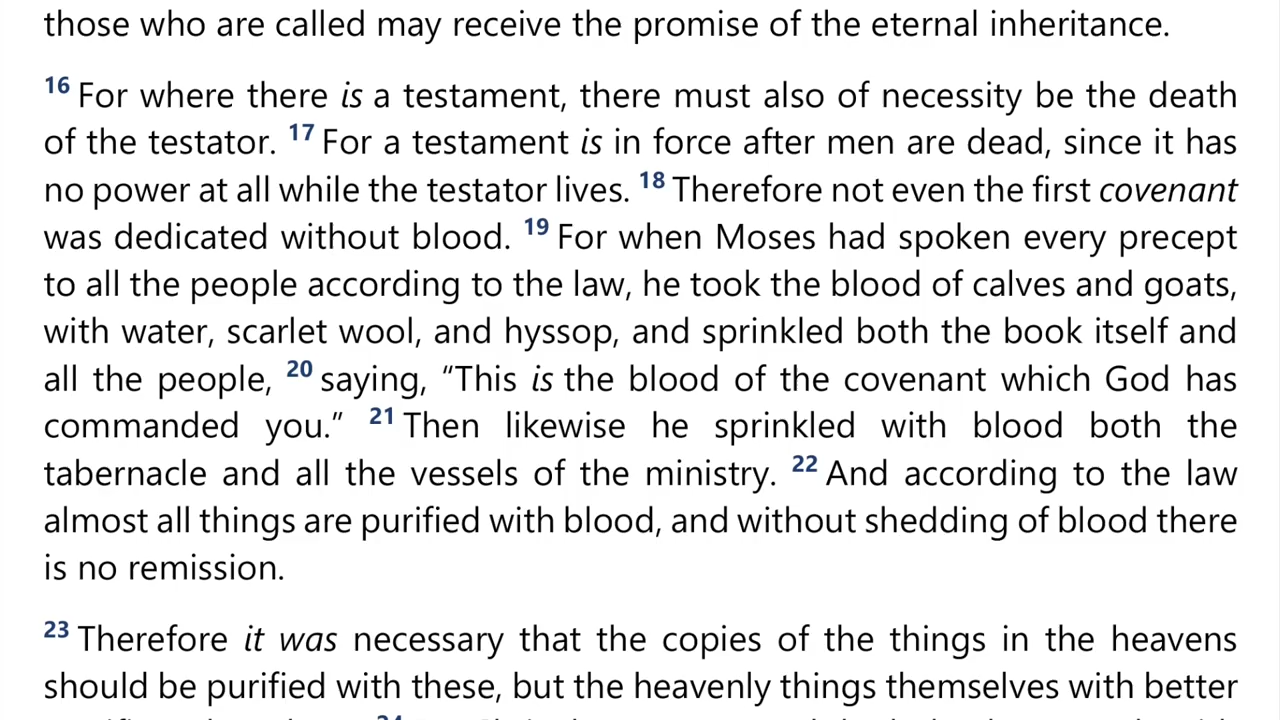 those who are called may receive the promise of the eternal inheritance.
16 For where there is a testament, there must also of necessity be the death
of the testator. 17 For a testament is in force after men are dead, since it has
no power at all while the testator lives. 18 Therefore not even the first covenant
was dedicated without blood. 19 For when Moses had spoken every precept
to all the people according to the law, he took the blood of calves and goats,
with water, scarlet wool, and hyssop, and sprinkled both the book itself and
all the people, 20 saying, “This is the blood of the covenant which God has
commanded you.” 21 Then likewise he sprinkled with blood both the
tabernacle and all the vessels of the ministry. 22 And according to the law
almost all things are purified with blood, and without shedding of blood there
is no remission.
23 Therefore it was necessary that the copies of the things in the heavens
should be purified with these, but the heavenly things themselves with better